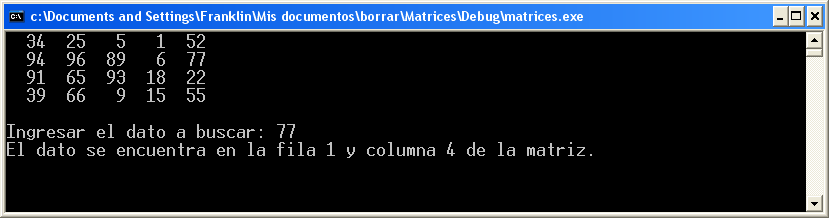 c:\Documents and Settings\Franklin\Mis documentos\borrar\Matrices\Debug\matrices.exe
34 25 5 1 52
94 96 89 6 77
91 65 93 18 22
39 66 9 15 55
Ingresar el dato a buscar: 77
El dato se encuentra en la fila 1 y columna 4 de la matriz.